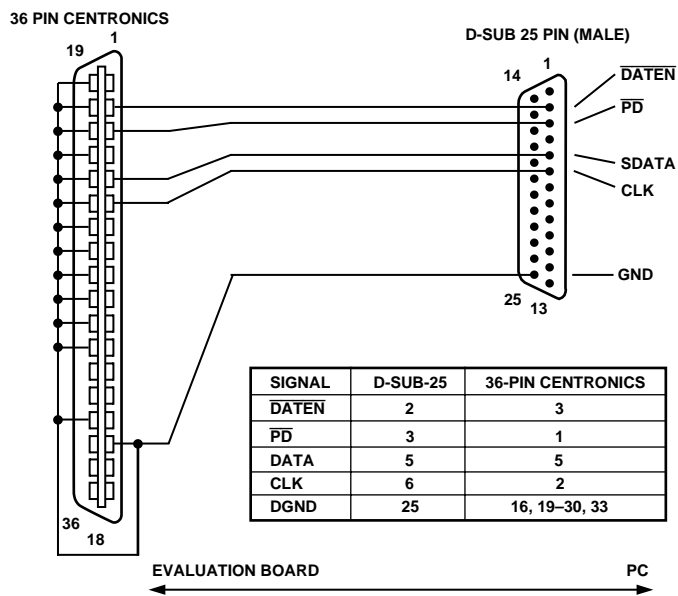 36 PIN CENTRONICS
1
19
D-SUB 25 PIN (MALE)
1
14
DATEN
PD
SDATA
CLK
GND
25
13
SIGNAL D-SUB-25 36-PIN CENTRONICS
DATEN 2 3
PD 3 1
DATA 5 5
CLK 6 2
DGND 25 16, 19–30, 33
36
18
EVALUATION BOARD PC